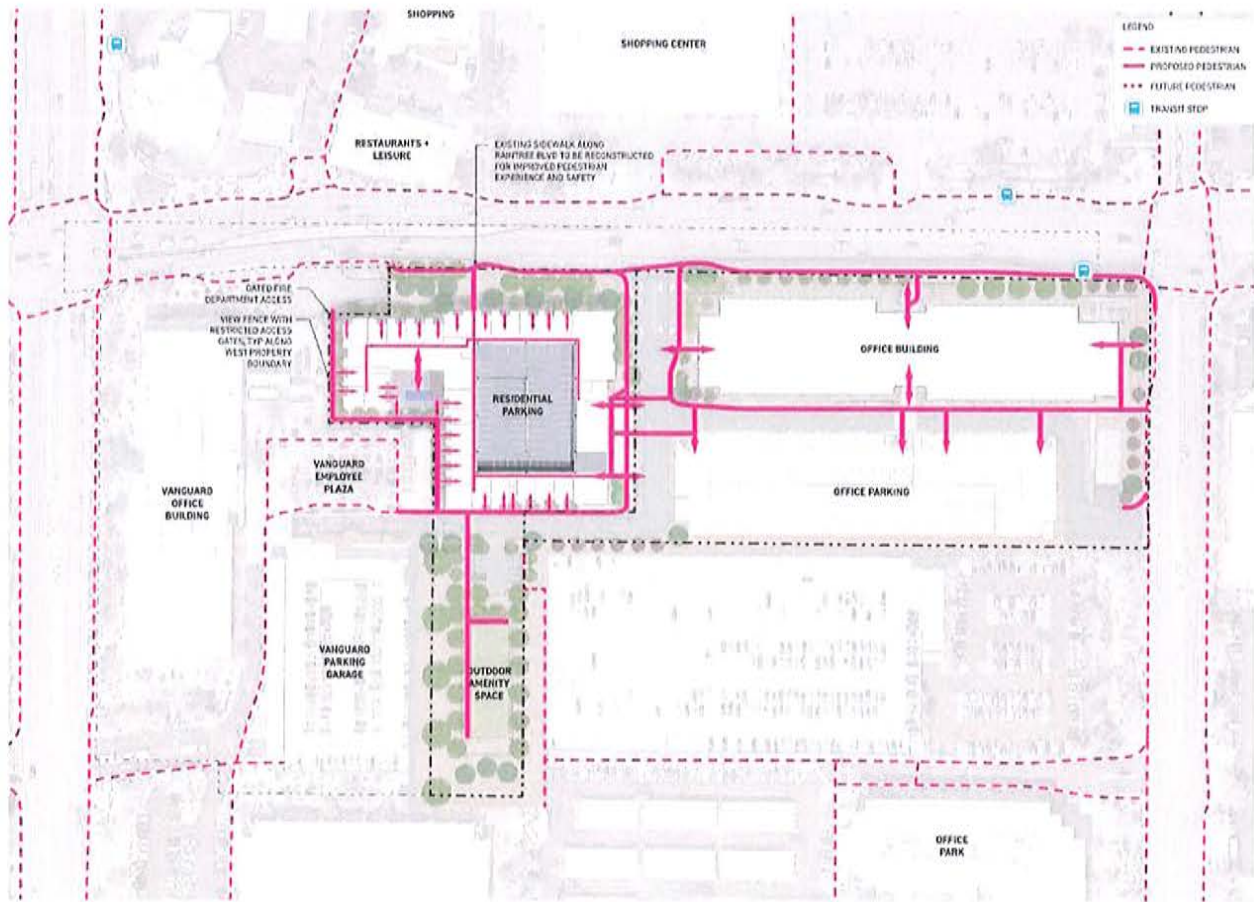 SHOPPING
SHOPPING CENTER
LEGEND
EXISTING PEDESTRIAN
PROPOSED PEDESTRIAN
FUTURE PEDESTRIAN
TRANSIT STOP
RESTAURANTS +
LEISURE
EXISTING SIDEWALK ALONG
RAINTREE BLVD TO BE RECONSTRUCTED
FOR IMPROVED PEDESTRIAN
EXPERIENCE AND SAFETY
GATED FIRE
DEPARTMENT ACCESS
VIEW FENCE WITH
RESTRICTED ACCESS
GATES, TYP ALONG
WEST PROPERTY
BOUNDARY
OFFICE BUILDING
RESIDENTIAL
PARKING
VANGUARD
EMPLOYEE
PLAZA
VANGUARD
OFFICE
BUILDING
OFFICE PARKING
VANGUARD
PARKING
GARAGE
OUTDOOR
AMENITY
SPACE
OFFICE
PARK